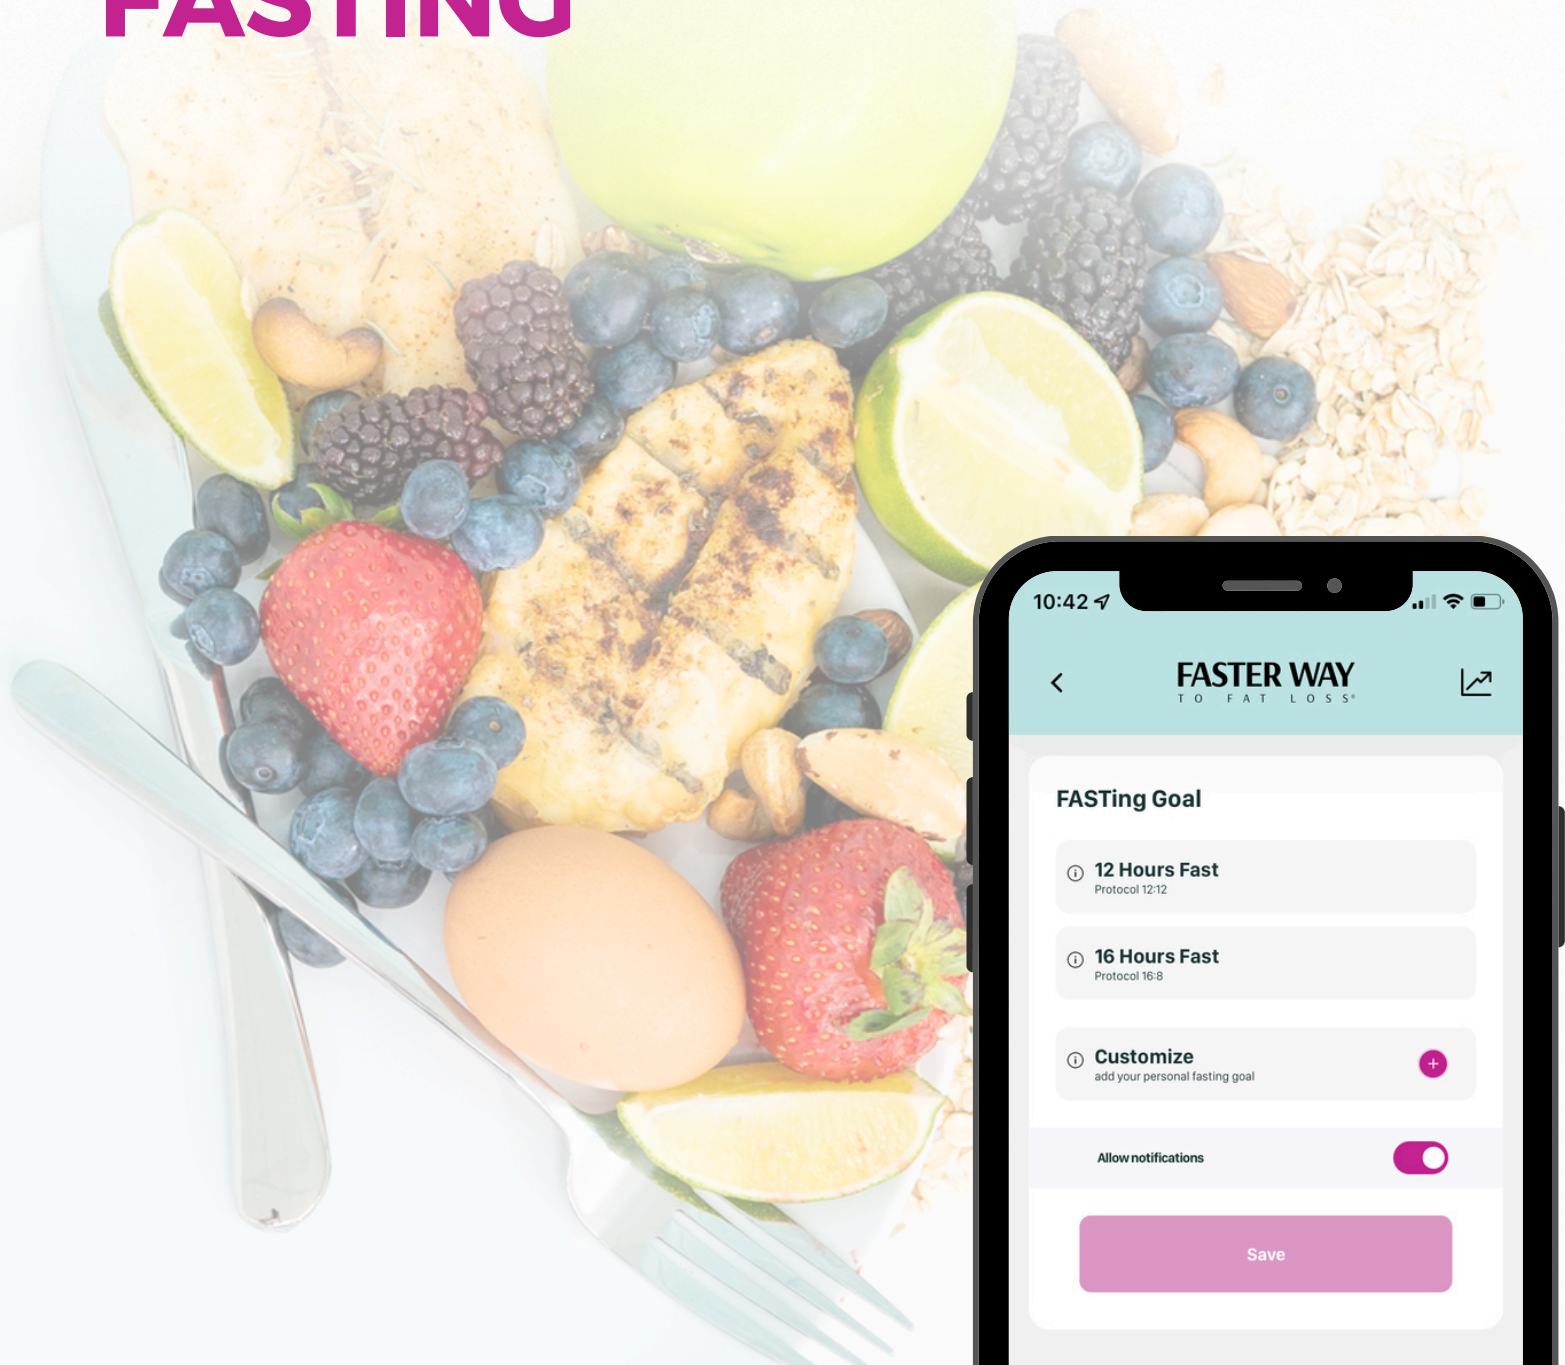 FASTING
10:42
FASTER WAY
TO FAT LOSS®
FASTing Goal
12 Hours Fast
Protocol 12:12
16 Hours Fast
Protocol 16:8
Customize
add your personal fasting goal
Allow notifications
Save